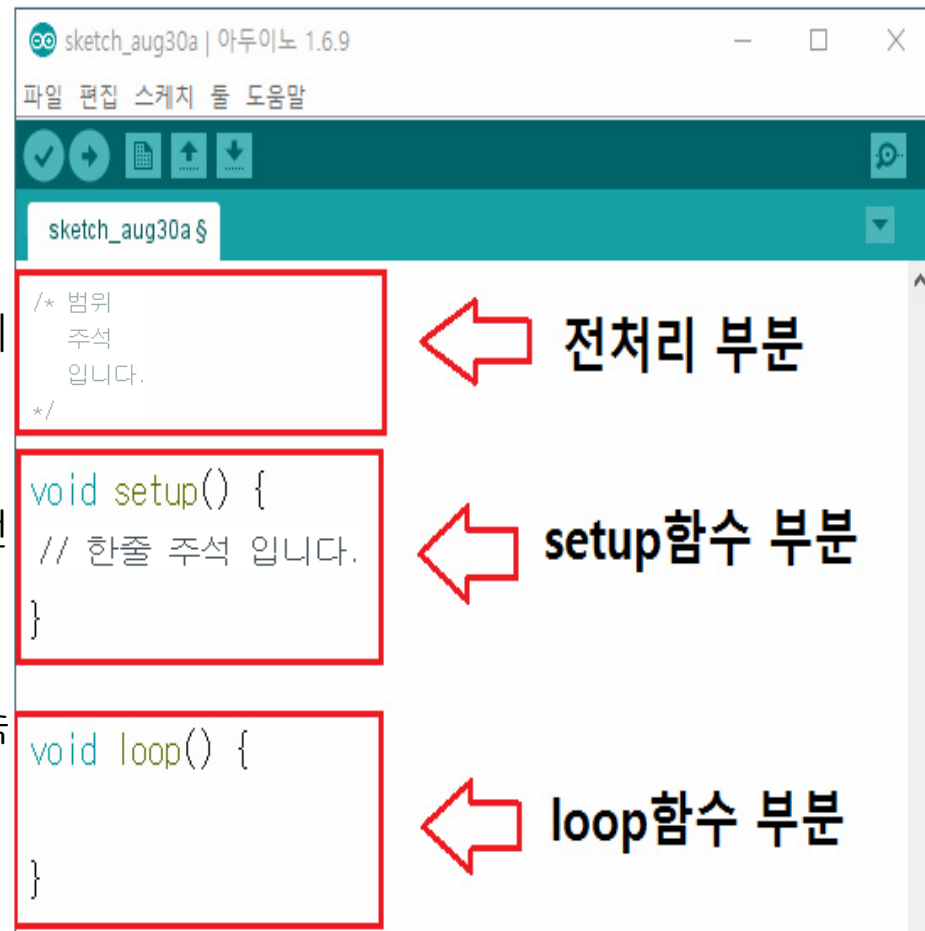 sketch_aug30a | 아두이노 1.6.9
파일 편집 스케치 툴 도움말
sketch_aug30a §
/* 범위
주석
입니다.
*/
전처리 부분
void setup() {
// 한줄 주석 입니다.
}
setup함수 부분
void loop() {
}
loop함수 부분